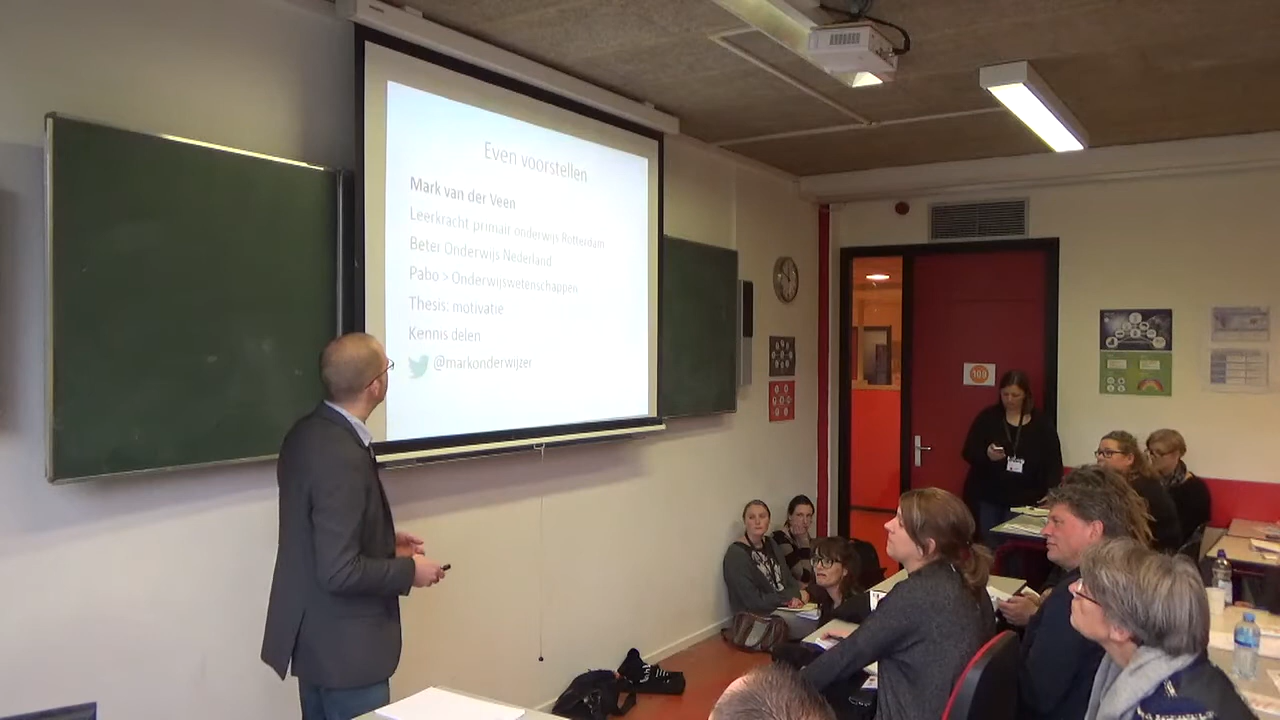 Even voorstellen
Mark van der Veen
Leerkracht primair onderwijs Rotterdam
Beter Onderwijs Nederland
Pabo > Onderwijswetenschappen
Thesis: motivatie
Kennis delen
@markonderwijzer
109